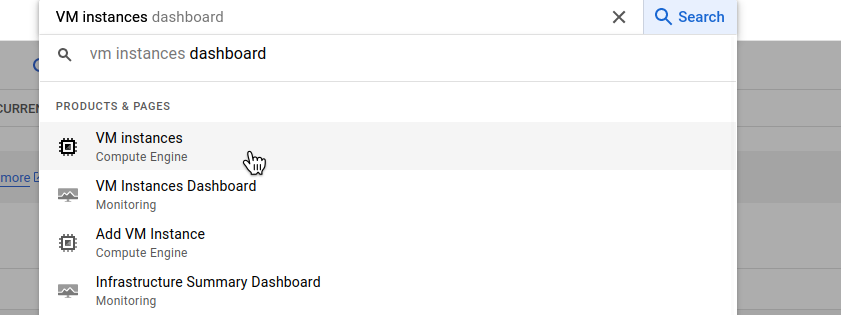 VM instances dashboard
Search
vm instances dashboard
CURREN
PRODUCTS & PAGES
VM instances
Compute Engine
more
VM Instances Dashboard
Monitoring
Add VM Instance
Compute Engine
Infrastructure Summary Dashboard
Monitoring